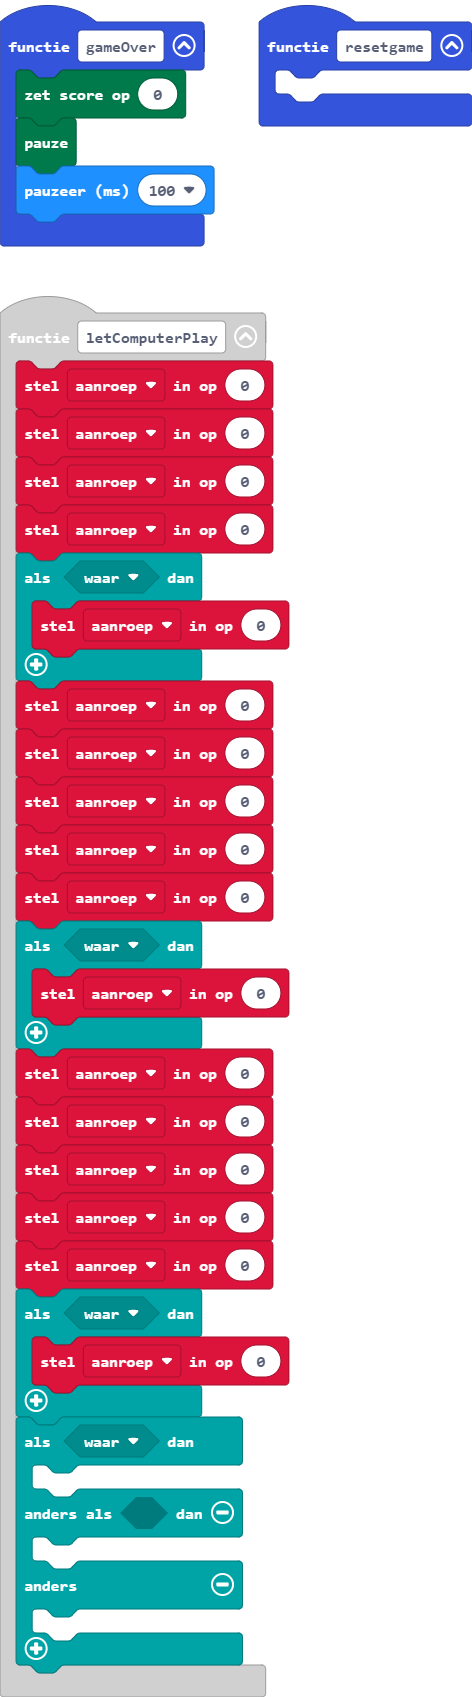 functie gameOver
zet score op 0
pauze
pauzeer (ms) 100
functie resetgame
functie letComputerPlay
stel aanroep in op 0
stel aanroep in op 0
stel aanroep in op 0
stel aanroep in op 0
als waar dan
stel aanroep in op 0
stel aanroep in op 0
stel aanroep in op 0
stel aanroep in op 0
stel aanroep in op 0
stel aanroep in op 0
als waar dan
stel aanroep in op 0
stel aanroep in op 0
stel aanroep in op 0
stel aanroep in op 0
stel aanroep in op 0
stel aanroep in op 0
als waar dan
stel aanroep in op 0
als waar dan
anders als dan
anders